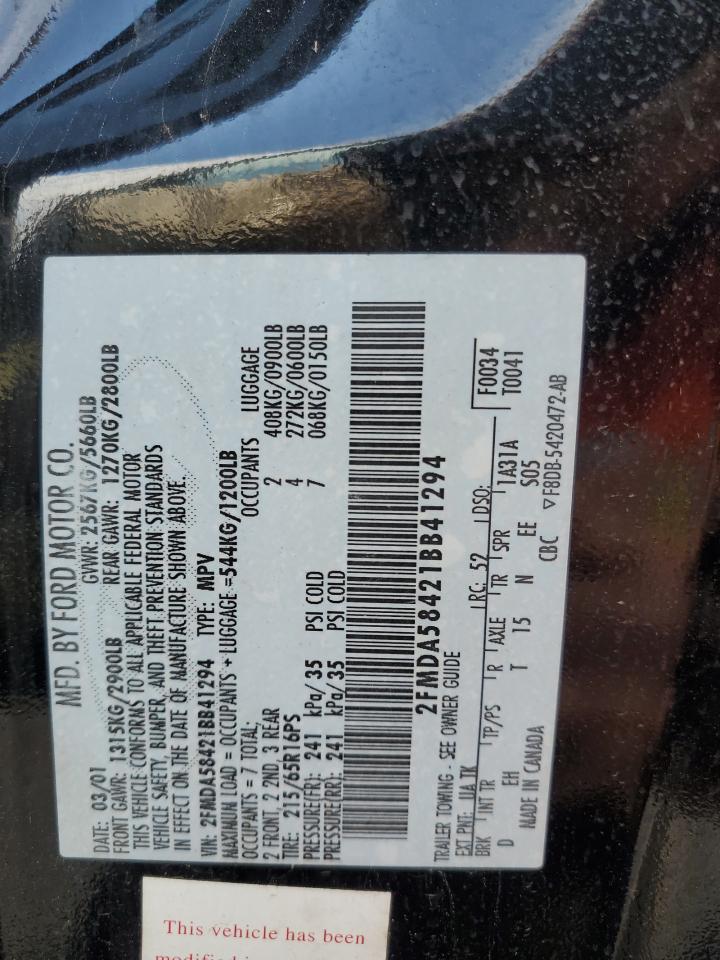 MFD. BY FORD MOTOR CO.
DATE: 03/01 GVWR: 2567KG/5660LB
FRONT GAWR: 1315KG/2900LB REAR GAWR: 1270KG/2800LB
THIS VEHICLE CONFORMS TO ALL APPLICABLE FEDERAL MOTOR
VEHICLE SAFETY, BUMPER, AND THEFT PREVENTION STANDARDS
IN EFFECT ON THE DATE OF MANUFACTURE SHOWN ABOVE.
VIN: 2FMDA58421BB41294 TYPE: MPV
MAXIMUM LOAD = OCCUPANTS + LUGGAGE =544KG/1200LB
OCCUPANTS = 7 TOTAL; OCCUPANTS LUGGAGE
2 FRONT, 2 2ND, 3 REAR 2 408KG/0900LB
TIRE: 215/65R16PS 4 272KG/0600LB
PRESSURE(FR): 241 kPa/35 PSI COLD 7 068KG/0150LB
PRESSURE(RR): 241 kPa/35 PSI COLD
2FMDA58421BB41294
TRAILER TOWING - SEE OWNER GUIDE
EXT PNT: UA TK RC: 52 DSO: F0034
BRK INT TR TP/PS R AXLE TR SPR 1A31A T0041
D EH T 15 N EE S05
MADE IN CANADA CBC F8DB-5420472-AB
This vehicle has been